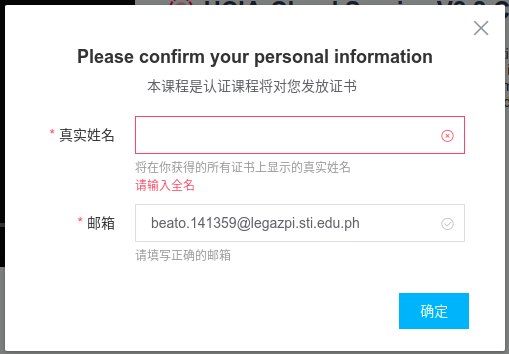 Please confirm your personal information
本课程是认证课程将对您发放证书
* 真实姓名
将在你获得的所有证书上显示的真实姓名
请输入全名
* 邮箱
beato.141359@legazpi.sti.edu.ph
请填写正确的邮箱
确定